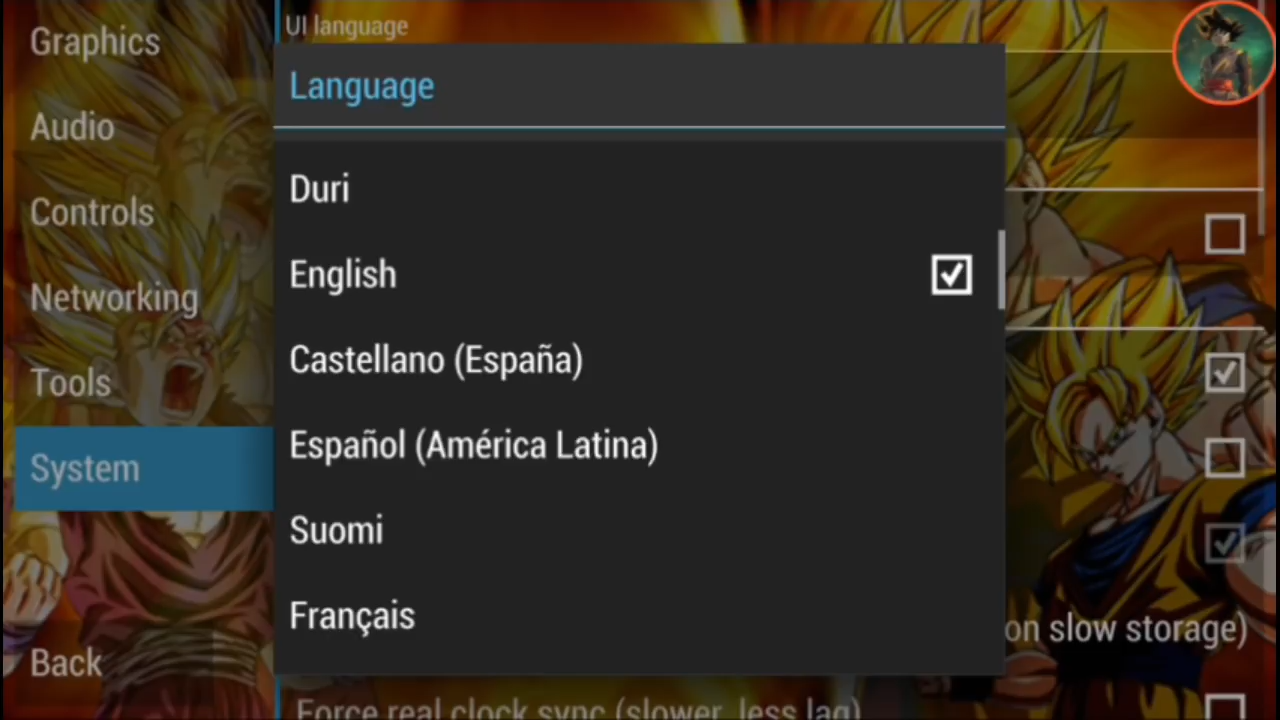 Graphics
Audio
Controls
Networking
Tools
System
Back
UI language
Language
Duri
English
Castellano (España)
Español (América Latina)
Suomi
Français
on slow storage)
Force real clock sync (slower, less lag)